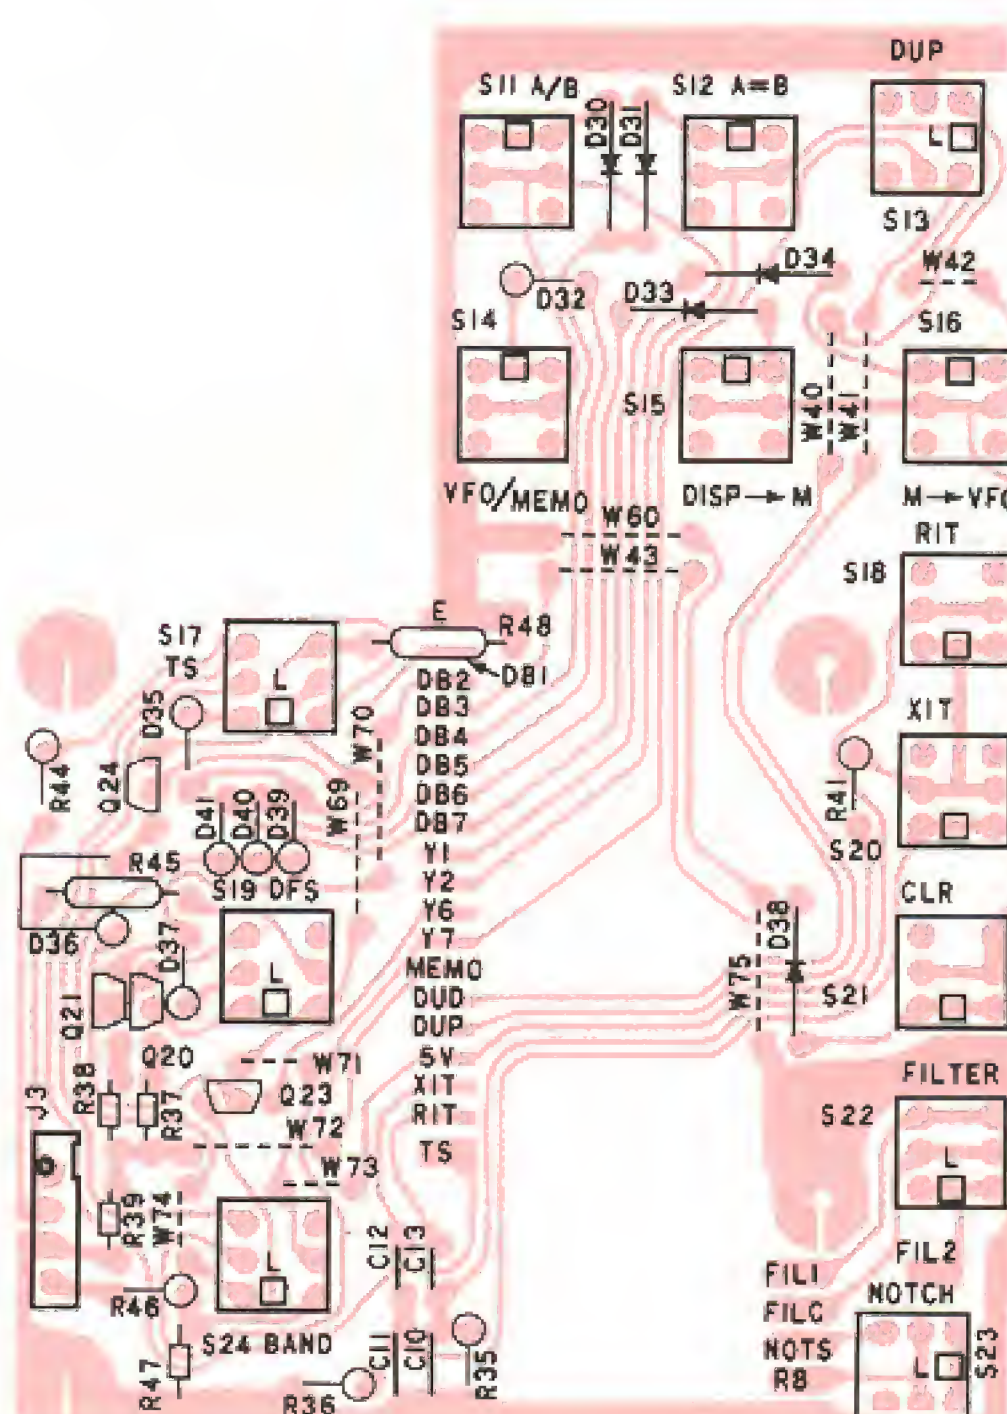 DUP
S11 A/B
D30
D31
S12 A=B
L
S13
D34
W42
D32
D33
S14
S16
S15
W40
W41
VFO/MEMO
DISP→M
M→VFO
W60
RIT
W43
S18
E
R48
S17
TS
L
DB1
DB2
DB3
DB4
DB5
DB6
DB7
Y1
Y2
Y6
Y7
MEMO
DUD
DUP
5V
XIT
RIT
TS
D35
W70
XIT
R44
Q24
W69
R41
D41
D40
D39
S20
R45
S19 DFS
CLR
D36
D37
D38
L
W75
S21
Q21
Q20
W71
R38
R37
Q23
FILTER
J3
W72
S22
W73
L
R39
W74
C12
C13
FIL2
L
FIL1
R46
NOTCH
FILC
S24 BAND
NOTS
C11
C10
R35
S23
L
R47
R36
R8